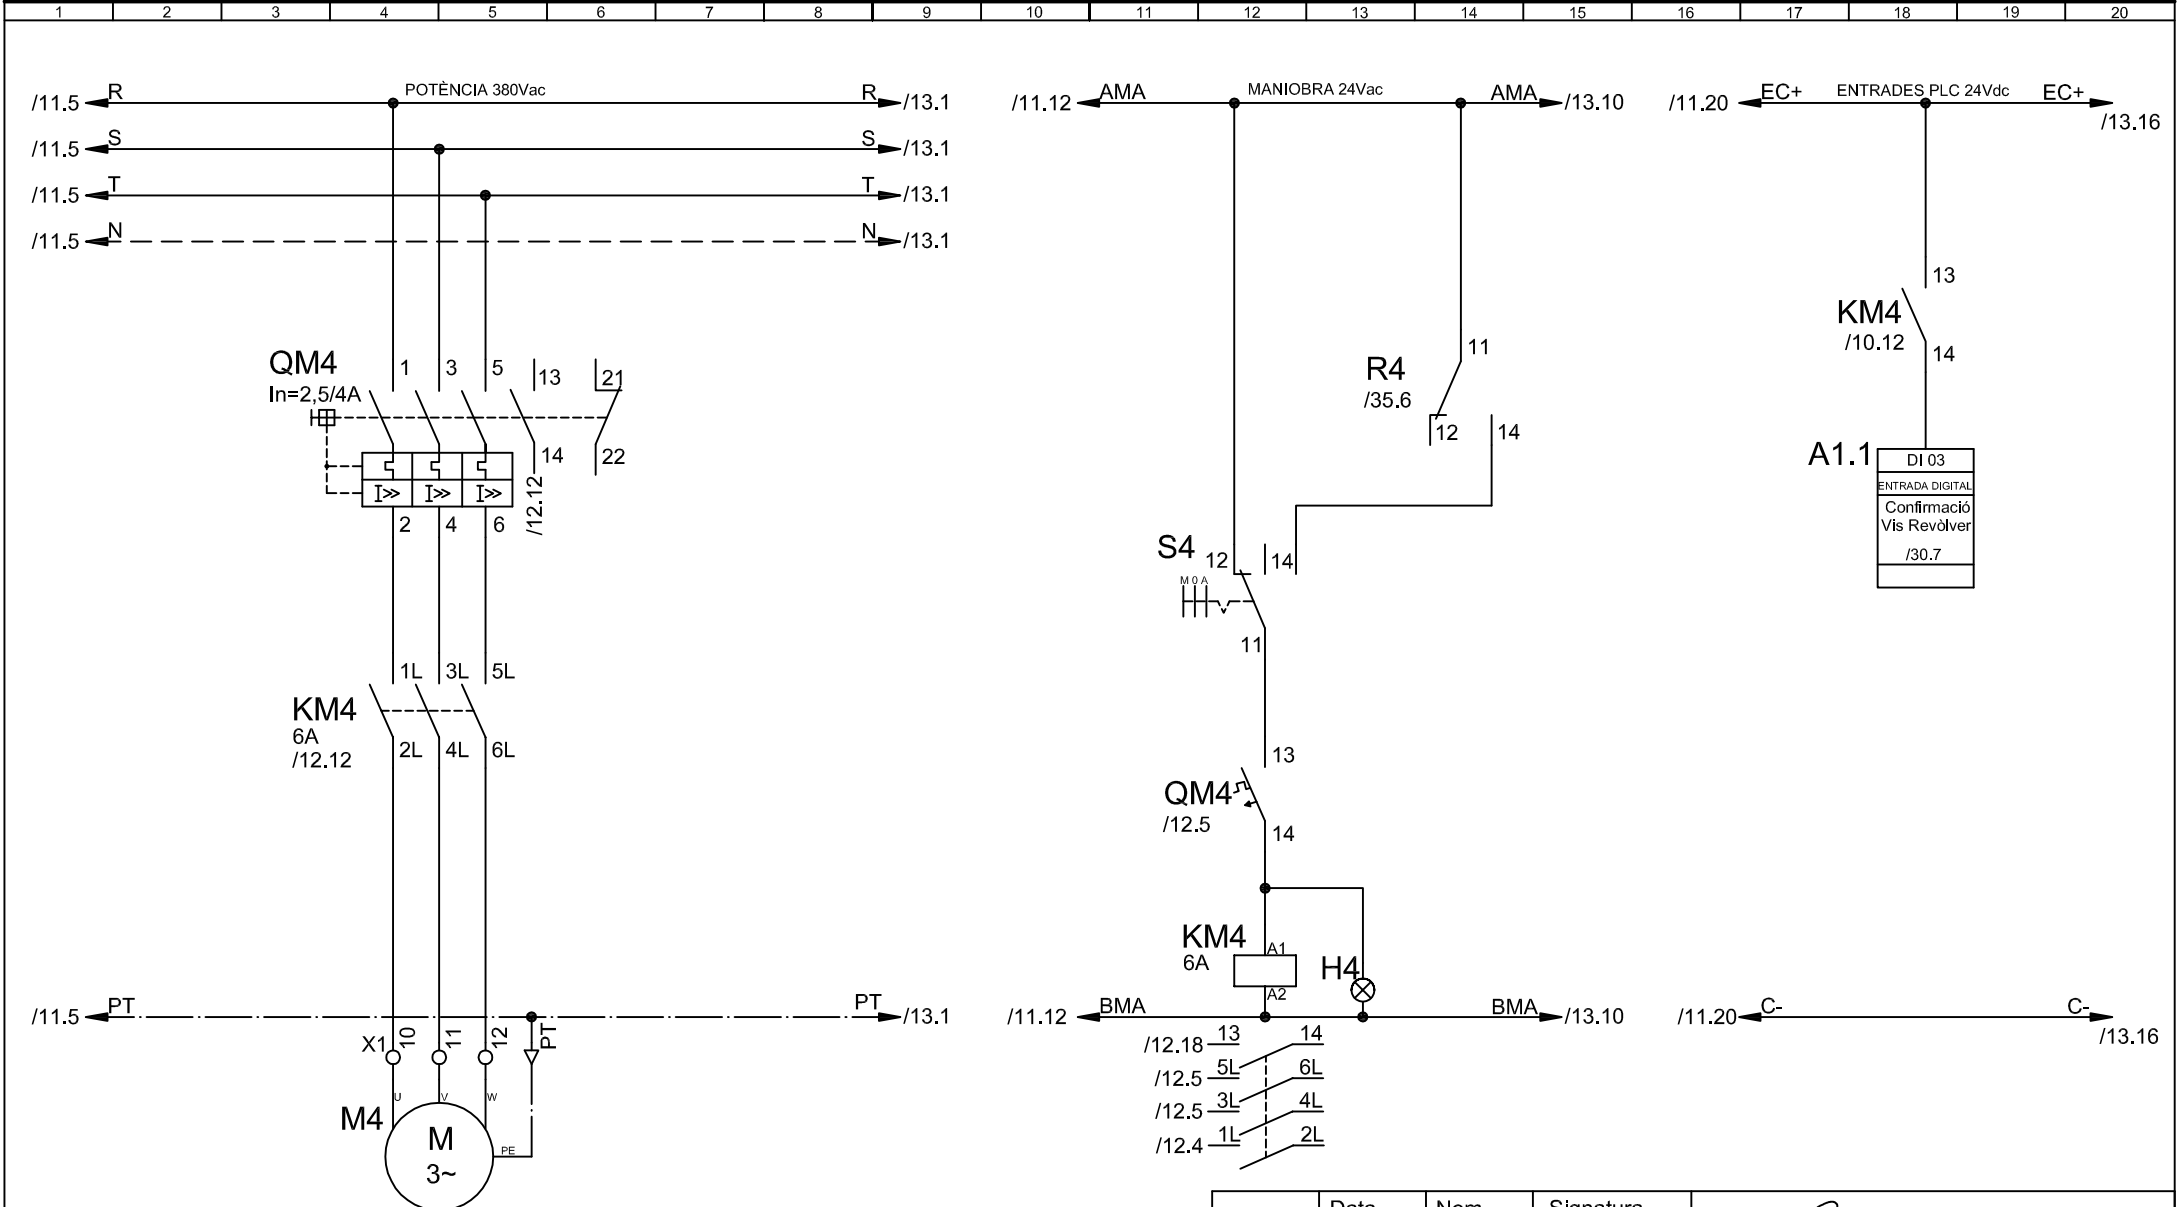 1 2 3 4 5 6 7 8 9 10 11 12 13 14 15 16 17 18 19 20
/11.5 R POTÈNCIA 380Vac R /13.1
/11.5 S S /13.1
/11.5 T T /13.1
/11.5 N N /13.1
QM4
In=2,5/4A
1 3 5 13 21
14 22
I>> I>> I>>
2 4 6
/12.12
1L 3L 5L
KM4
6A
/12.12
2L 4L 6L
/11.5 PT PT /13.1
X1 10 11 12 PT
U V W
M4
M
3~
PE
/11.12 AMA MANIOBRA 24Vac AMA /13.10
R4
/35.6
11
12 14
S4
12 14
M 0 A
11
13
QM4
/12.5
14
KM4
6A
A1
A2
H4
/11.12 BMA BMA /13.10
/12.18 13 14
/12.5 5L 6L
/12.5 3L 4L
/12.4 1L 2L
/11.20 EC+ ENTRADES PLC 24Vdc EC+
/13.16
13
KM4
/10.12
14
A1.1
DI 03
ENTRADA DIGITAL
Confirmació
Vis Revòlver
/30.7
/11.20 C- C-
/13.16
Data Nom Signatura